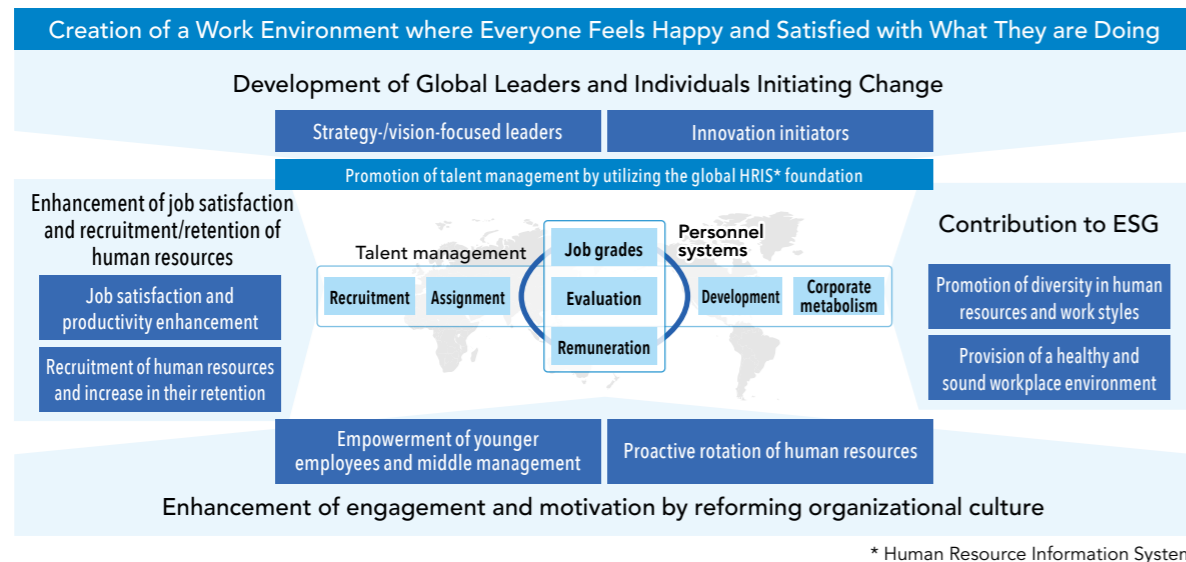 Creation of a Work Environment where Everyone Feels Happy and Satisfied with What They are Doing
Development of Global Leaders and Individuals Initiating Change
Strategy-/vision-focused leaders
Innovation initiators
Promotion of talent management by utilizing the global HRIS* foundation
Enhancement of job satisfaction
and recruitment/retention of
human resources
Job satisfaction and
productivity enhancement
Recruitment of human resources
and increase in their retention
Talent management
Recruitment
Assignment
Job grades
Evaluation
Remuneration
Personnel
systems
Development
Corporate
metabolism
Contribution to ESG
Promotion of diversity in human
resources and work styles
Provision of a healthy and
sound workplace environment
Empowerment of younger
employees and middle management
Proactive rotation of human resources
Enhancement of engagement and motivation by reforming organizational culture
* Human Resource Information System